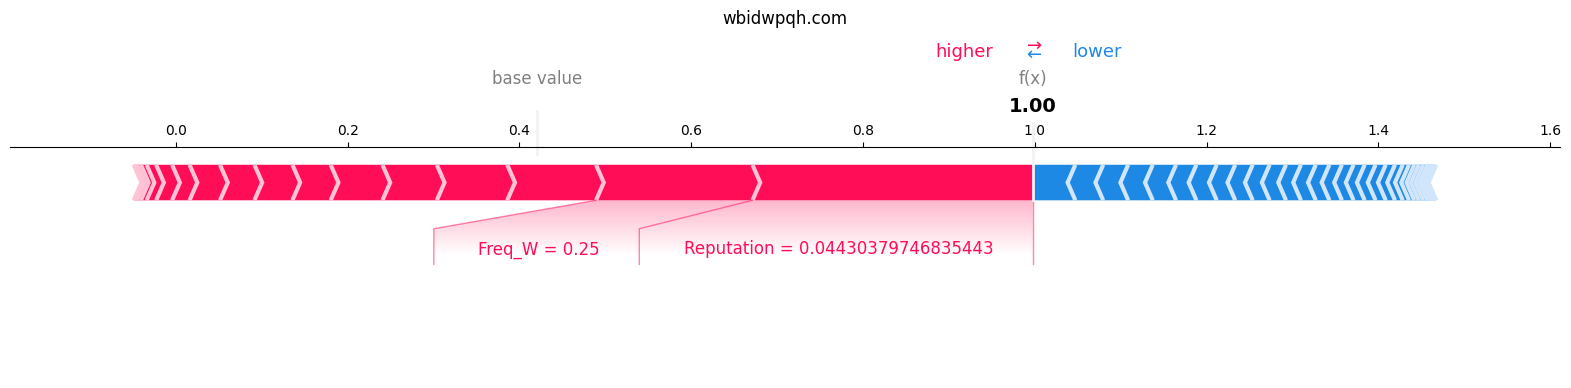 wbidwpqh.com
higher → lower
←
base value f(x)
1.00
0.0 0.2 0.4 0.6 0.8 1.0 1.2 1.4 1.6
Freq_W = 0.25 Reputation = 0.04430379746835443